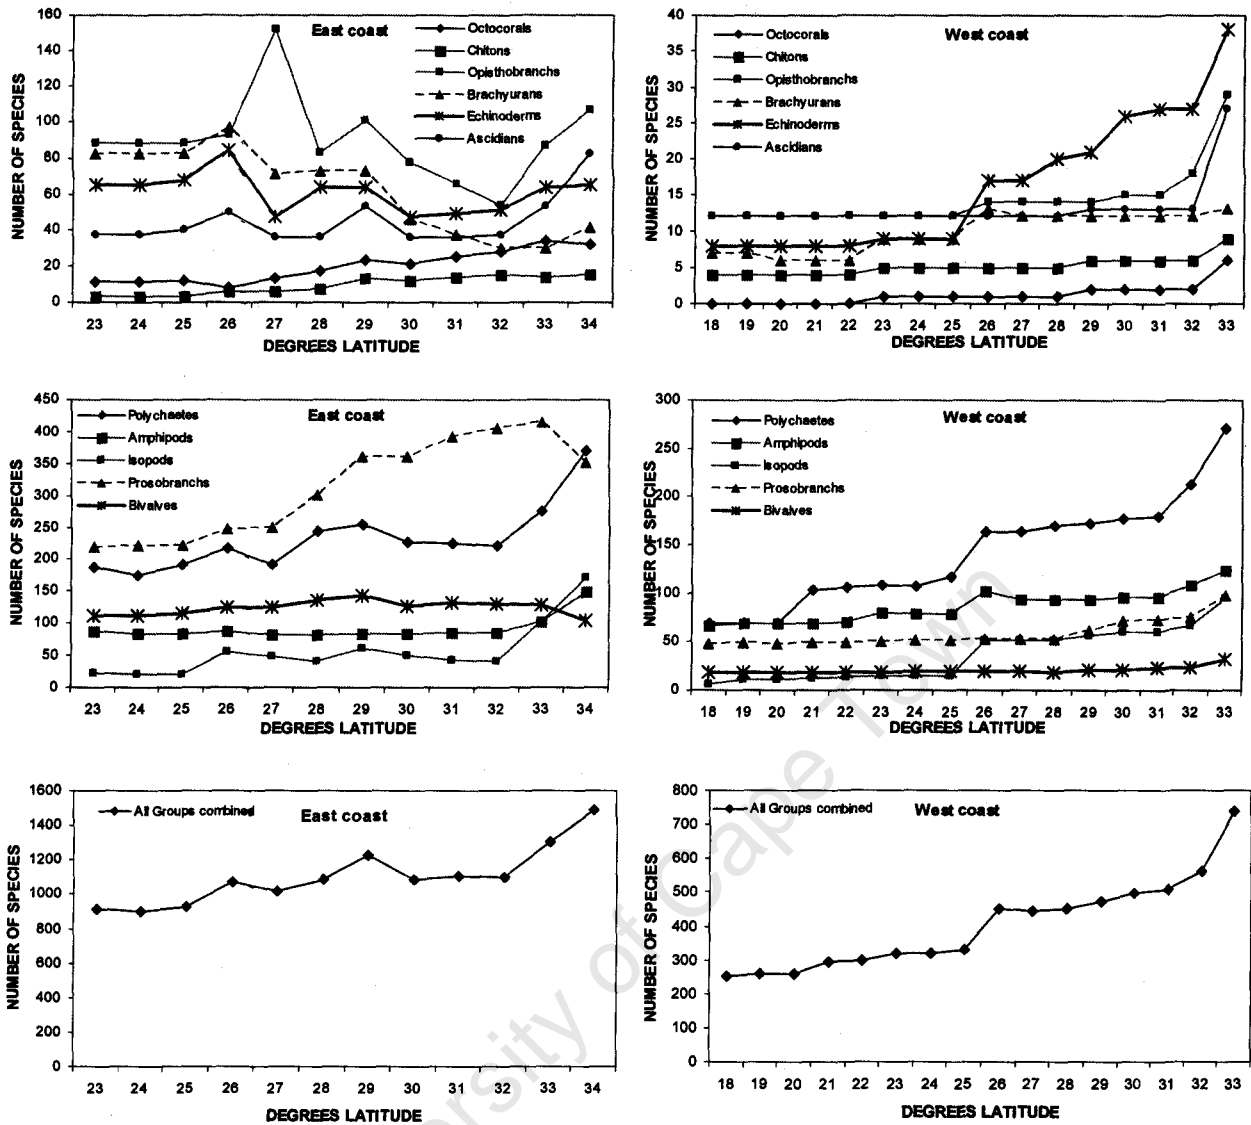 East coast
Octocorals
Chitons
Opisthobranchs
Brachyurans
Echinoderms
Ascidians
NUMBER OF SPECIES
160
140
120
100
80
60
40
20
0
23 24 25 26 27 28 29 30 31 32 33 34
DEGREES LATITUDE
West coast
Octocorals
Chitons
Opisthobranchs
Brachyurans
Echinoderms
Ascidians
NUMBER OF SPECIES
40
35
30
25
20
15
10
5
0
18 19 20 21 22 23 24 25 26 27 28 29 30 31 32 33
DEGREES LATITUDE
East coast
Polychaetes
Amphipods
Isopods
Prosobranchs
Bivalves
NUMBER OF SPECIES
450
400
350
300
250
200
150
100
50
0
23 24 25 26 27 28 29 30 31 32 33 34
DEGREES LATITUDE
West coast
Polychaetes
Amphipods
Isopods
Prosobranchs
Bivalves
NUMBER OF SPECIES
300
250
200
150
100
50
0
18 19 20 21 22 23 24 25 26 27 28 29 30 31 32 33
DEGREES LATITUDE
All Groups combined
East coast
NUMBER OF SPECIES
1600
1400
1200
1000
800
600
400
200
0
23 24 25 26 27 28 29 30 31 32 33 34
DEGREES LATITUDE
All Groups combined
West coast
NUMBER OF SPECIES
800
700
600
500
400
300
200
100
0
18 19 20 21 22 23 24 25 26 27 28 29 30 31 32 33
DEGREES LATITUDE
ersity of Cape Town